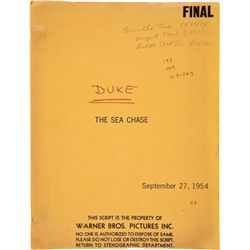 FINAL
DUKE
THE SEA CHASE
September 27, 1954
THIS SCRIPT IS THE PROPERTY OF
WARNER BROS. PICTURES INC.
NO ONE IS AUTHORIZED TO DISPOSE OF SAME.
PLEASE DO NOT LOSE OR DESTROY THIS SCRIPT.
RETURN TO STENOGRAPHIC DEPARTMENT.